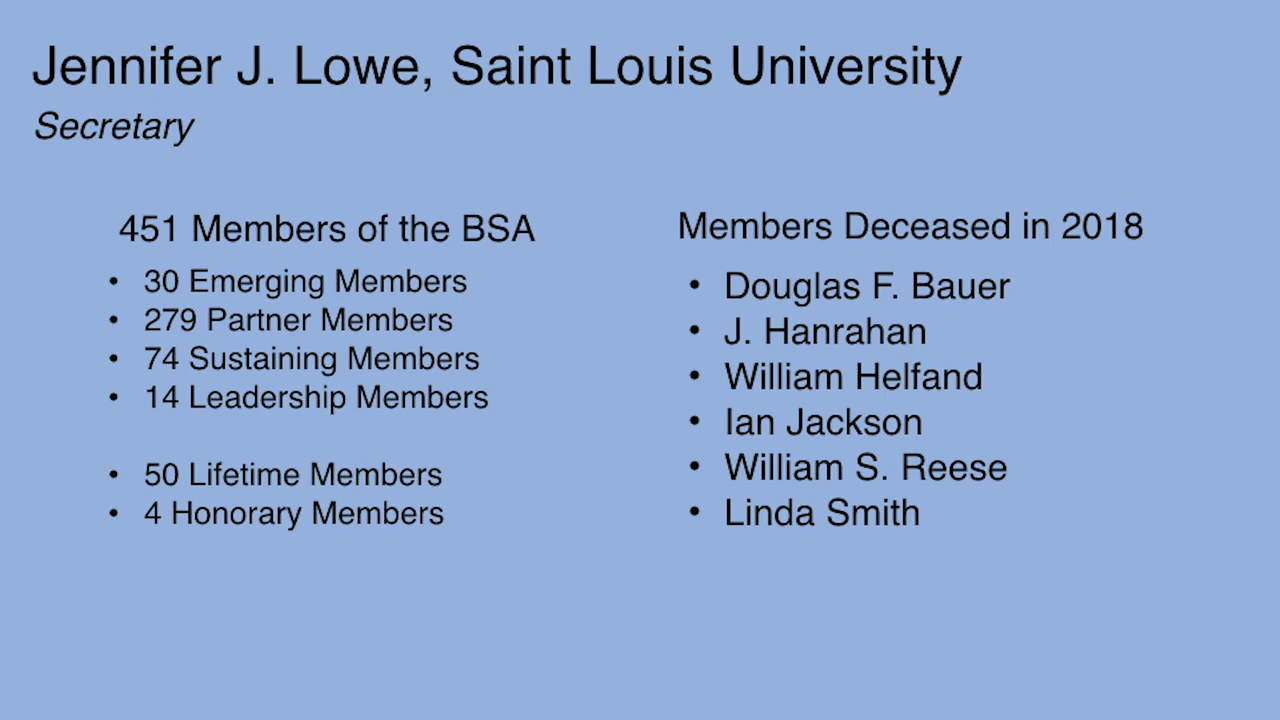 Jennifer J. Lowe, Saint Louis University
Secretary
451 Members of the BSA
• 30 Emerging Members
• 279 Partner Members
• 74 Sustaining Members
• 14 Leadership Members
• 50 Lifetime Members
• 4 Honorary Members
Members Deceased in 2018
• Douglas F. Bauer
• J. Hanrahan
• William Helfand
• Ian Jackson
• William S. Reese
• Linda Smith